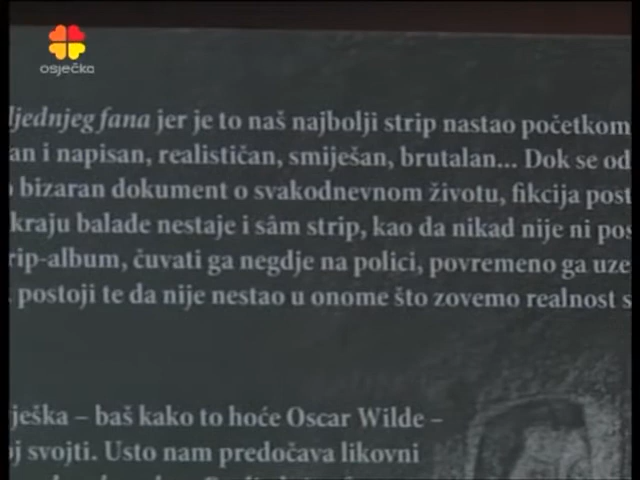 osječka
ljednjeg fana jer je to naš najbolji strip nastao početkom
an i napisan, realističan, smiješan, brutalan... Dok se od
bizaran dokument o svakodnevnom životu, fikcija post
kraju balade nestaje i sâm strip, kao da nikad nije ni pos
rip-album, čuvati ga negdje na polici, povremeno ga uze
postoji te da nije nestao u onome što zovemo realnost s
ješka – baš kako to hoće Oscar Wilde –
oj svojti. Usto nam predočava likovni